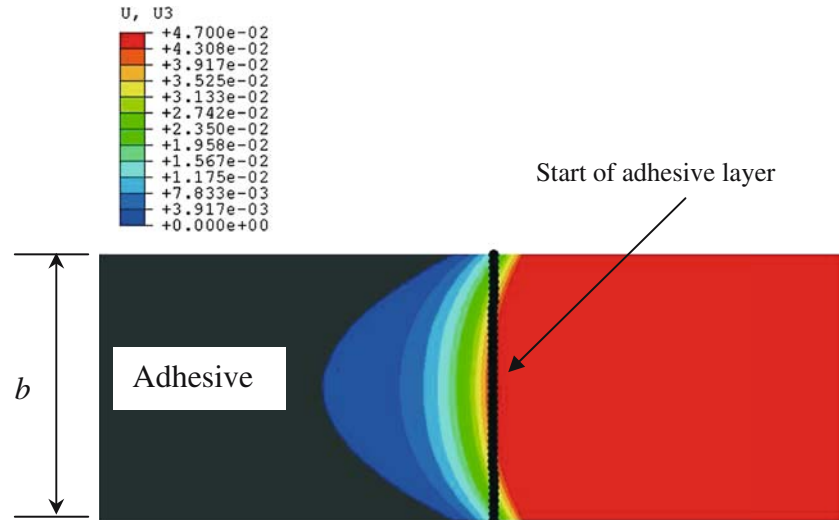 U, U3
+4.700e-02
+4.308e-02
+3.917e-02
+3.525e-02
+3.133e-02
+2.742e-02
+2.350e-02
+1.958e-02
+1.567e-02
+1.175e-02
+7.833e-03
+3.917e-03
+0.000e+00
Start of adhesive layer
Adhesive
b